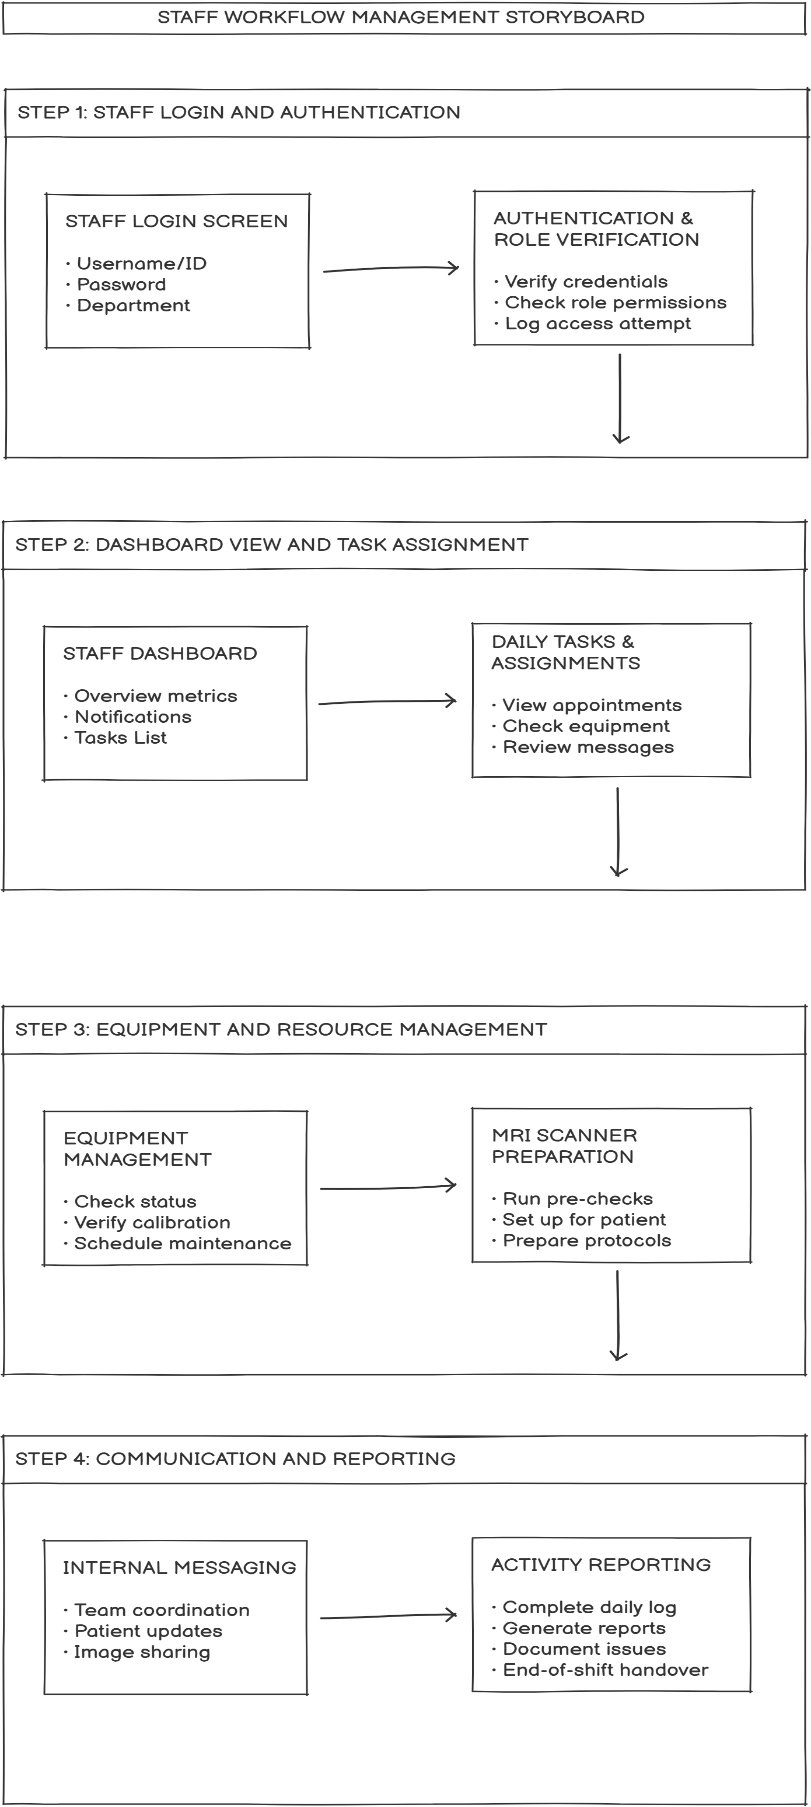 STAFF WORKFLOW MANAGEMENT STORYBOARD
STEP 1: STAFF LOGIN AND AUTHENTICATION
STAFF LOGIN SCREEN
· Username/ID
· Password
· Department
AUTHENTICATION &
ROLE VERIFICATION
· Verify credentials
· Check role permissions
· Log access attempt
STEP 2: DASHBOARD VIEW AND TASK ASSIGNMENT
STAFF DASHBOARD
· Overview metrics
· Notifications
· Tasks List
DAILY TASKS &
ASSIGNMENTS
· View appointments
· Check equipment
· Review messages
STEP 3: EQUIPMENT AND RESOURCE MANAGEMENT
EQUIPMENT
MANAGEMENT
· Check status
· Verify calibration
· Schedule maintenance
MRI SCANNER
PREPARATION
· Run pre-checks
· Set up for patient
· Prepare protocols
STEP 4: COMMUNICATION AND REPORTING
INTERNAL MESSAGING
· Team coordination
· Patient updates
· Image sharing
ACTIVITY REPORTING
· Complete daily log
· Generate reports
· Document issues
· End-of-shift handover